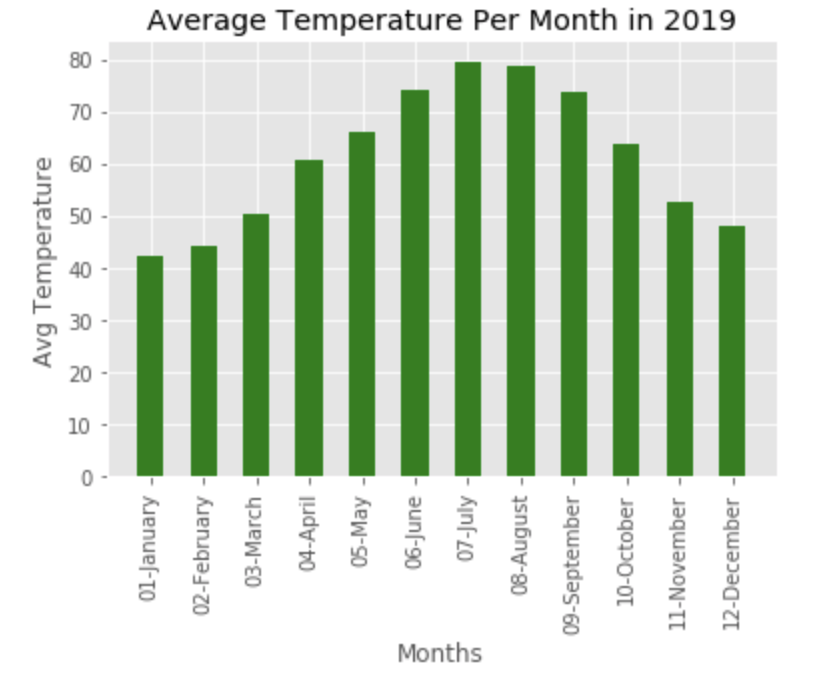 Average Temperature Per Month in 2019
Avg Temperature
80
70
60
50
40
30
20
10
0
01-January
02-February
03-March
04-April
05-May
06-June
07-July
08-August
09-September
10-October
11-November
12-December
Months